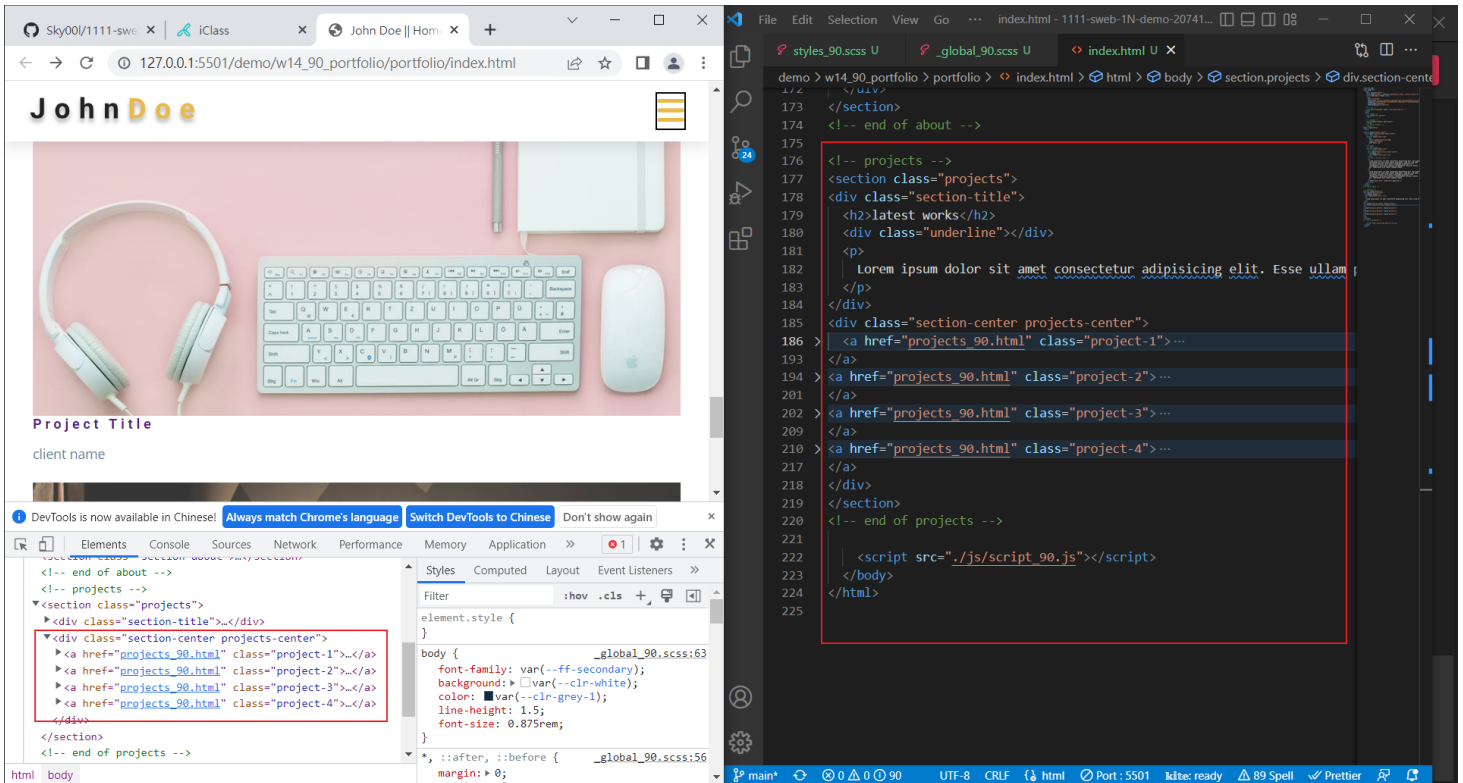 Sky00l/1111-swe
iClass
John Doe || Hom
127.0.0.1:5501/demo/w14_90_portfolio/portfolio/index.html
JohnDoe
Project Title
client name
DevTools is now available in Chinese!
Always match Chrome's language
Switch DevTools to Chinese
Don't show again
Elements
Console
Sources
Network
Performance
Memory
Application
1
<!-- end of about -->
<!-- projects -->
<section class="projects">
<div class="section-title">…</div>
<div class="section-center projects-center">
<a href="projects_90.html" class="project-1">…</a>
<a href="projects_90.html" class="project-2">…</a>
<a href="projects_90.html" class="project-3">…</a>
<a href="projects_90.html" class="project-4">…</a>
</div>
</section>
<!-- end of projects -->
html body
Styles
Computed
Layout
Event Listeners
Filter
:hov .cls
element.style {
}
body {
_global_90.scss:63
font-family: var(--ff-secondary);
background: var(--clr-white);
color: var(--clr-grey-1);
line-height: 1.5;
font-size: 0.875rem;
}
*, ::after, ::before {
_global_90.scss:56
margin: 0;
File Edit Selection View Go ··· index.html - 1111-sweb-1N-demo-20741...
styles_90.scss U
_global_90.scss U
index.html U
demo > w14_90_portfolio > portfolio > index.html > html > body > section.projects > div.section-cente
24
172 </div>
173 </section>
174 <!-- end of about -->
175
176 <!-- projects -->
177 <section class="projects">
178 <div class="section-title">
179 <h2>latest works</h2>
180 <div class="underline"></div>
181 <p>
182 Lorem ipsum dolor sit amet consectetur adipisicing elit. Esse ullam p
183 </p>
184 </div>
185 <div class="section-center projects-center">
186 <a href="projects_90.html" class="project-1">···
193 </a>
194 <a href="projects_90.html" class="project-2">···
201 </a>
202 <a href="projects_90.html" class="project-3">···
209 </a>
210 <a href="projects_90.html" class="project-4">···
217 </a>
218 </div>
219 </section>
220 <!-- end of projects -->
221
222 <script src="./js/script_90.js"></script>
223 </body>
224 </html>
225
main* 0 0 90 UTF-8 CRLF html Port : 5501 kite: ready 89 Spell Prettier